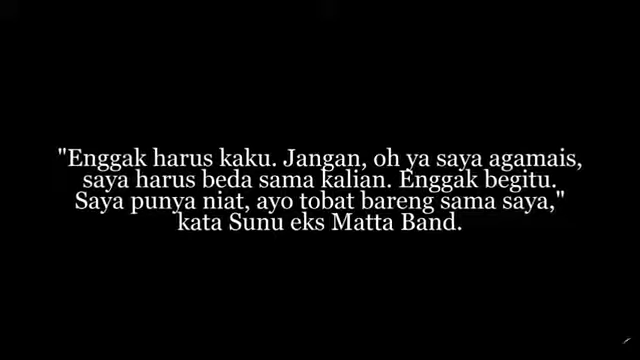 "Enggak harus kaku. Jangan, oh ya saya agamais,
saya harus beda sama kalian. Enggak begitu.
Saya punya niat, ayo tobat bareng sama saya,"
kata Sunu eks Matta Band.